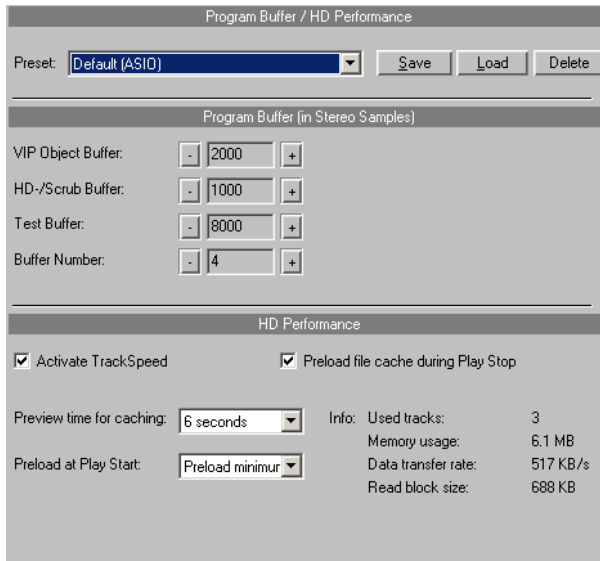 Program Buffer / HD Performance
Preset: Default (ASIO) Save Load Delete
Program Buffer (in Stereo Samples)
VIP Object Buffer: - 2000 +
HD-/Scrub Buffer: - 1000 +
Test Buffer: - 8000 +
Buffer Number: - 4 +
HD Performance
Activate TrackSpeed Preload file cache during Play Stop
Preview time for caching: 6 seconds Info: Used tracks: 3
Memory usage: 6.1 MB
Preload at Play Start: Preload minimur Data transfer rate: 517 KB/s
Read block size: 688 KB